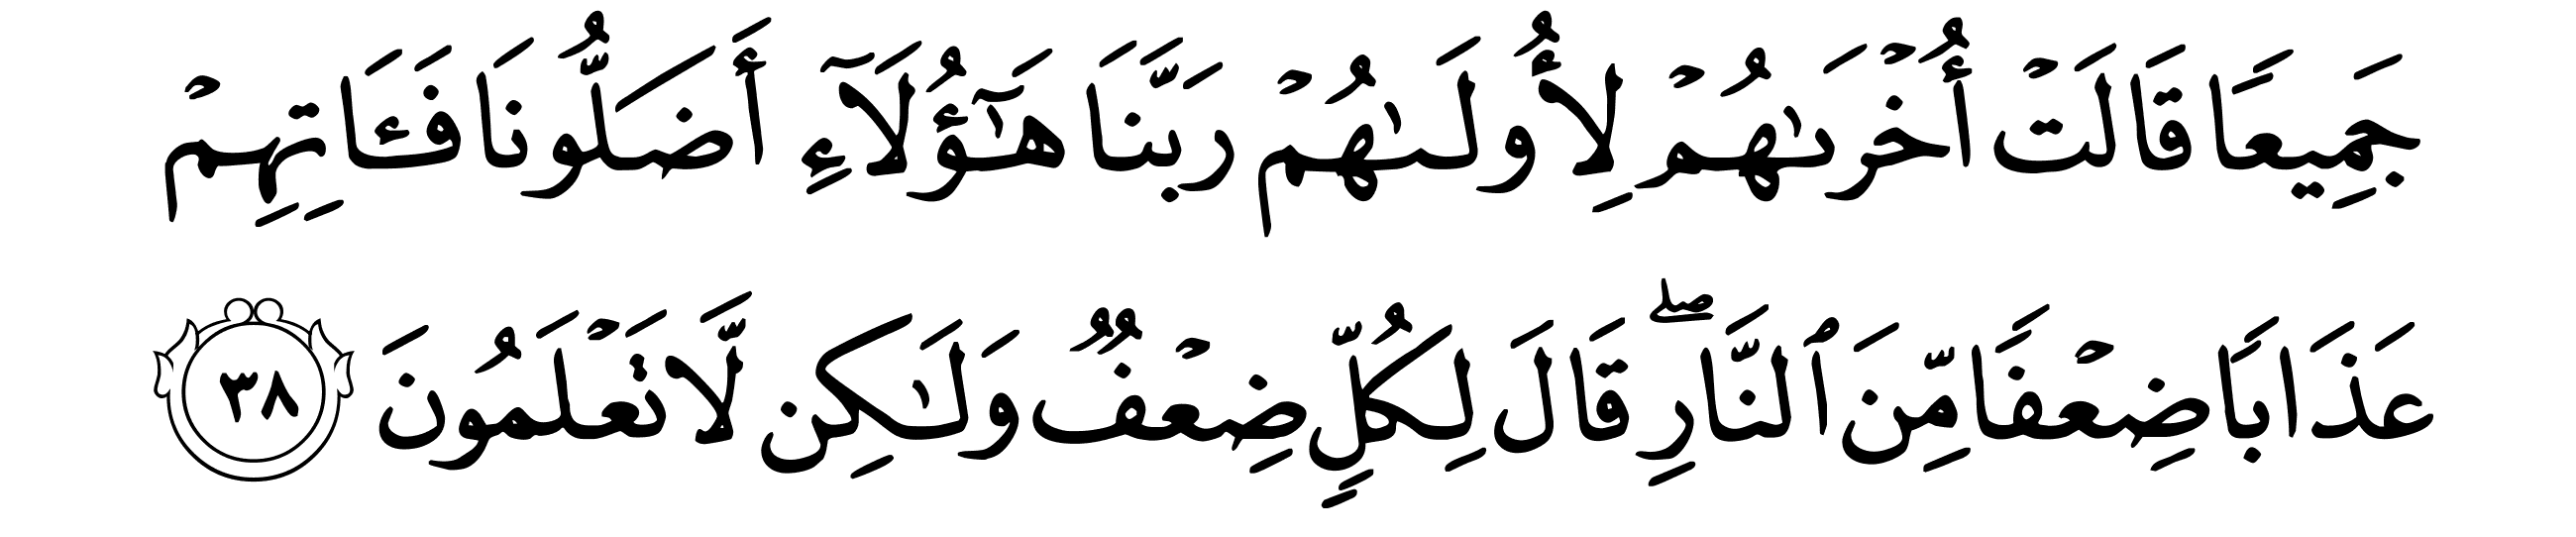 جَمِيعًا قَالَتْ أُخْرَىٰهُمْ لِأُولَىٰهُمْ رَبَّنَا هَٰٓؤُلَآءِ أَضَلُّونَا فَـَٔاتِهِمْ
عَذَابًا ضِعْفًا مِّنَ ٱلنَّارِ ۖ قَالَ لِكُلٍّ ضِعْفٌ وَلَٰكِن لَّا تَعْلَمُونَ ٣٨